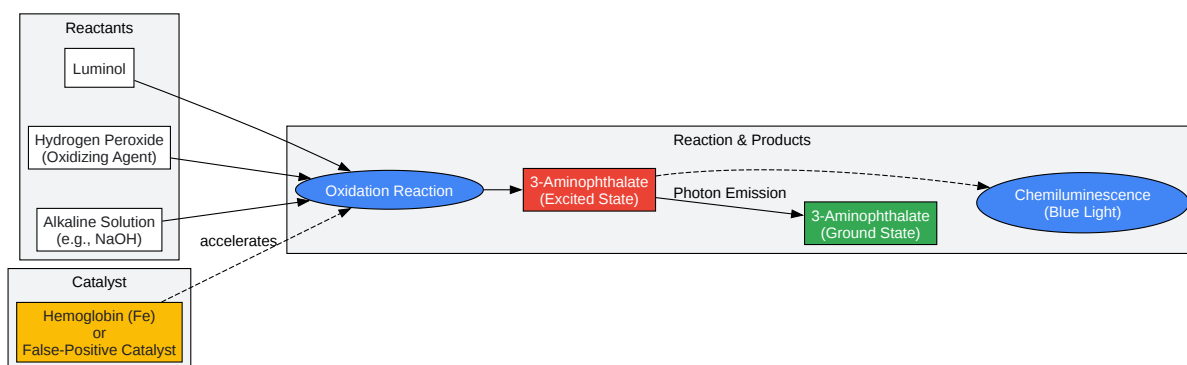 Reactants
Luminol
Hydrogen Peroxide
(Oxidizing Agent)
Alkaline Solution
(e.g., NaOH)
accelerates
Catalyst
Hemoglobin (Fe)
or
False-Positive Catalyst
Reaction & Products
Oxidation Reaction
3-Aminophthalate
(Excited State)
Photon Emission
3-Aminophthalate
(Ground State)
Chemiluminescence
(Blue Light)